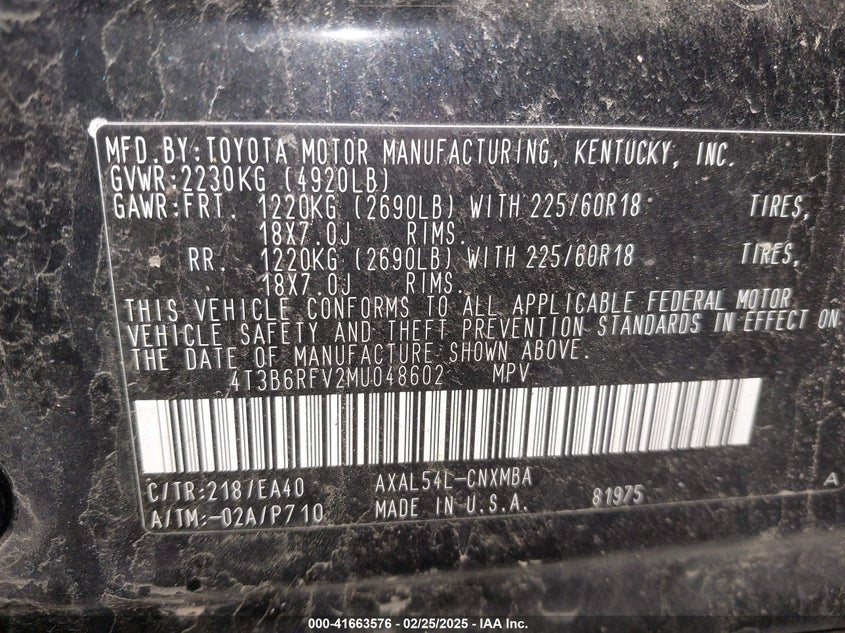 MFD.BY:TOYOTA MOTOR MANUFACTURING, KENTUCKY, INC.
GVWR:2230KG (4920LB)
GAWR:FRT. 1220KG (2690LB) WITH 225/60R18 TIRES,
18X7.0J RIMS.
RR. 1220KG (2690LB) WITH 225/60R18 TIRES,
18X7.0J RIMS.
THIS VEHICLE CONFORMS TO ALL APPLICABLE FEDERAL MOTOR
VEHICLE SAFETY AND THEFT PREVENTION STANDARDS IN EFFECT ON
THE DATE OF MANUFACTURE SHOWN ABOVE.
4T3B6RFV2MU048602 MPV
C/TR:218/EA40 AXAL54L-CNXMBA
A/TM:-02A/P710 MADE IN U.S.A. 81975 A
000-41663576 - 02/25/2025 - IAA Inc.